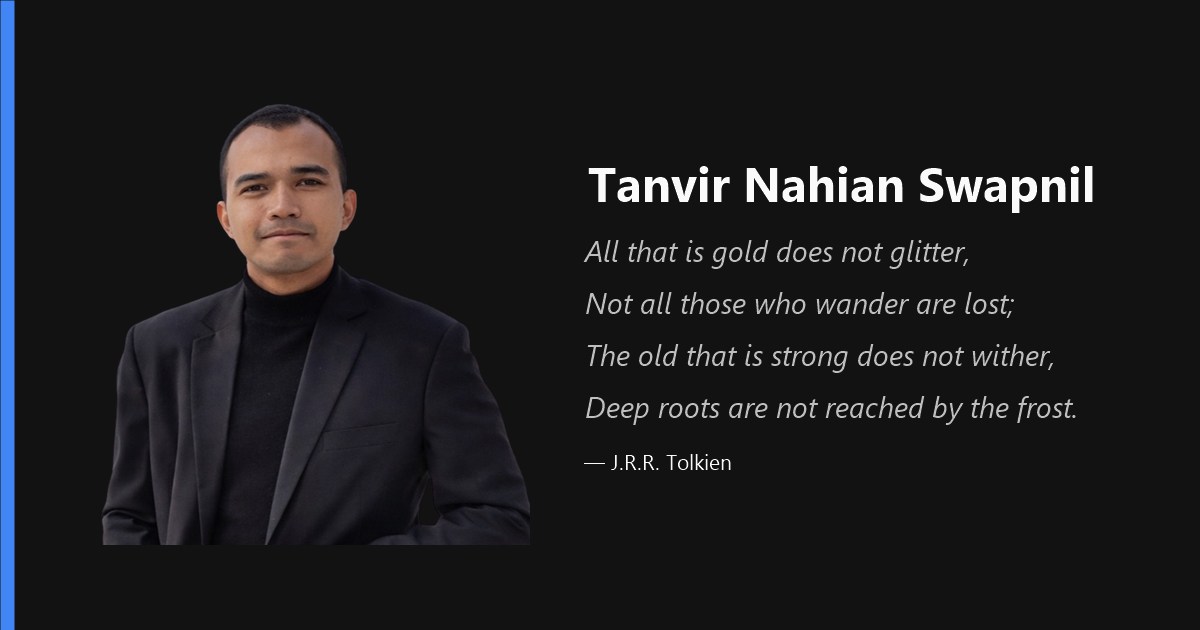 Tanvir Nahian Swapnil
All that is gold does not glitter,
Not all those who wander are lost;
The old that is strong does not wither,
Deep roots are not reached by the frost.
— J.R.R. Tolkien